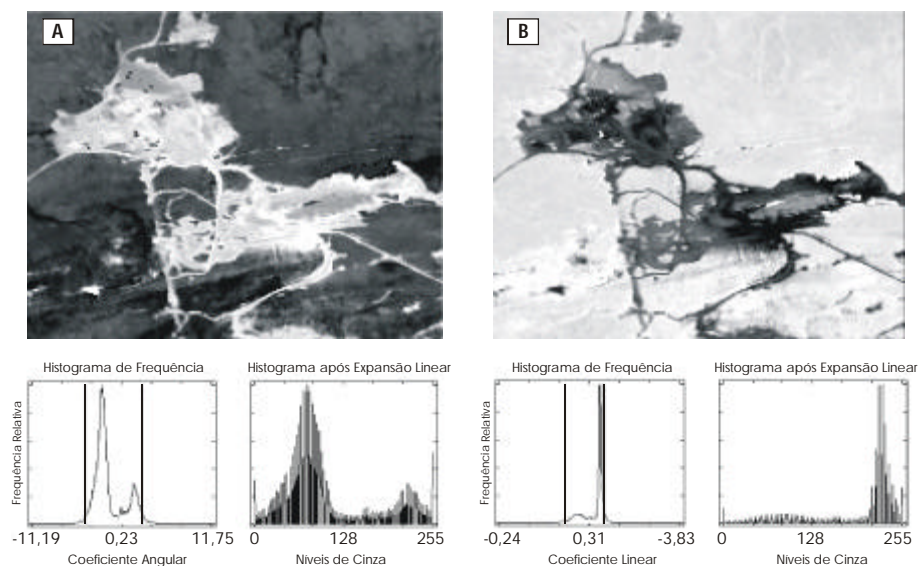 A
B
Histograma de Frequência
Histograma após Expansão Linear
Histograma de Frequência
Histograma após Expansão Linear
Frequência Relativa
Frequência Relativa
-11,19 0,23 11,75
0 128 255
-0,24 0,31 -3,83
0 128 255
Coeficiente Angular
Níveis de Cinza
Coeficiente Linear
Níveis de Cinza